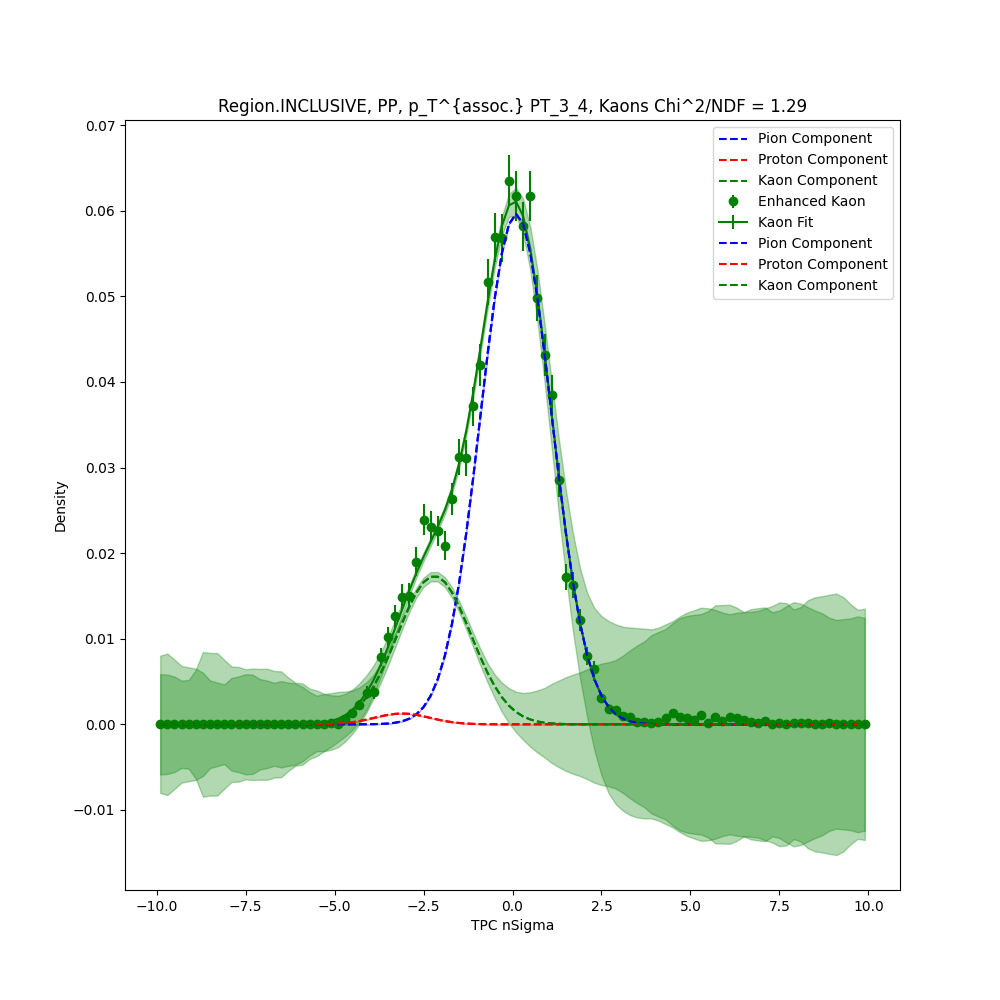 Region.INCLUSIVE, PP, p_T^{assoc.} PT_3_4, Kaons Chi^2/NDF = 1.29
Pion Component
Proton Component
Kaon Component
Enhanced Kaon
Kaon Fit
Pion Component
Proton Component
Kaon Component
0.07
0.06
0.05
0.04
0.03
0.02
0.01
0.00
−0.01
Density
−10.0 −7.5 −5.0 −2.5 0.0 2.5 5.0 7.5 10.0
TPC nSigma